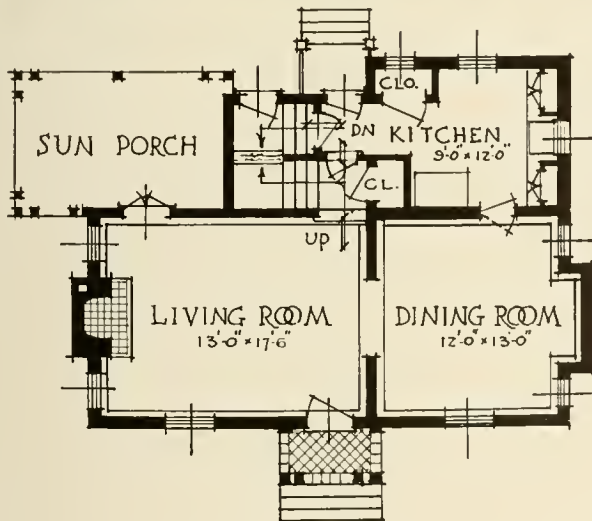 CLO.
DN
KITCHEN
9'-0" × 12'-0"
SUN PORCH
CL.
UP
LIVING ROOM
13'-0" × 17'-6"
DINING ROOM
12'-0" × 13'-0"